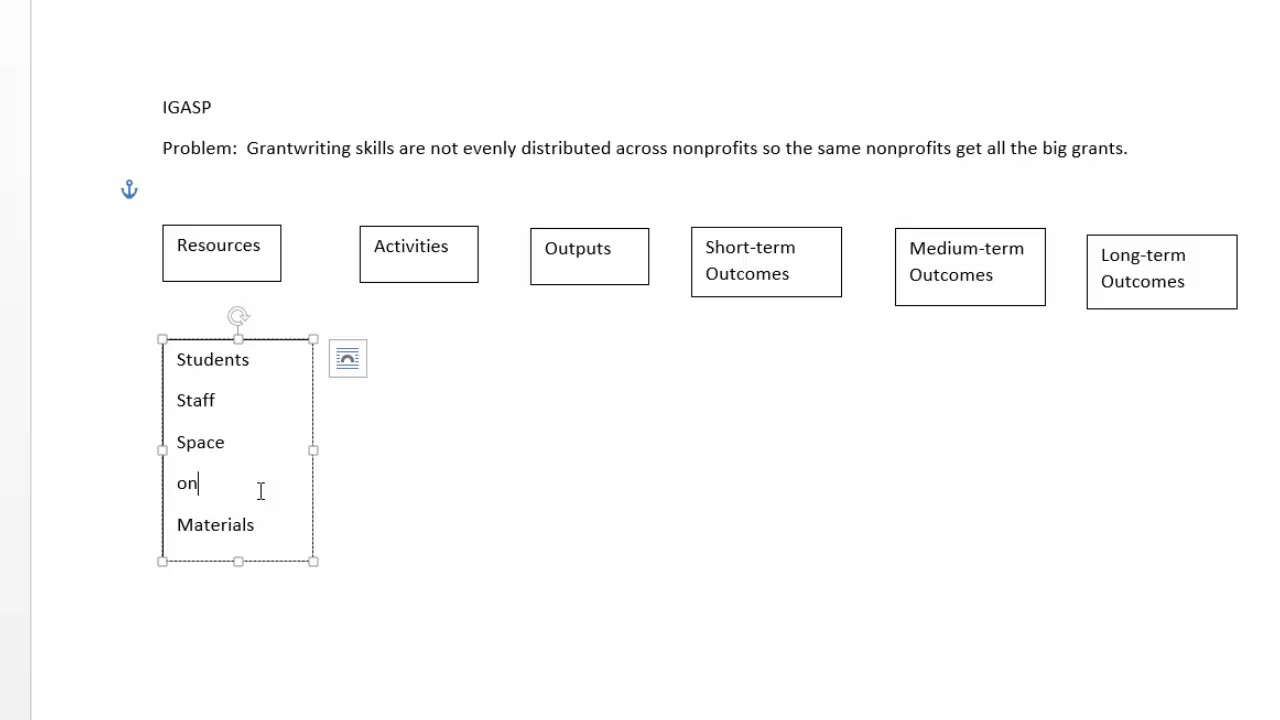 IGASP
Problem:  Grantwriting skills are not evenly distributed across nonprofits so the same nonprofits get all the big grants.
Resources
Activities
Outputs
Short-term
Outcomes
Medium-term
Outcomes
Long-term
Outcomes
Students
Staff
Space
on
Materials